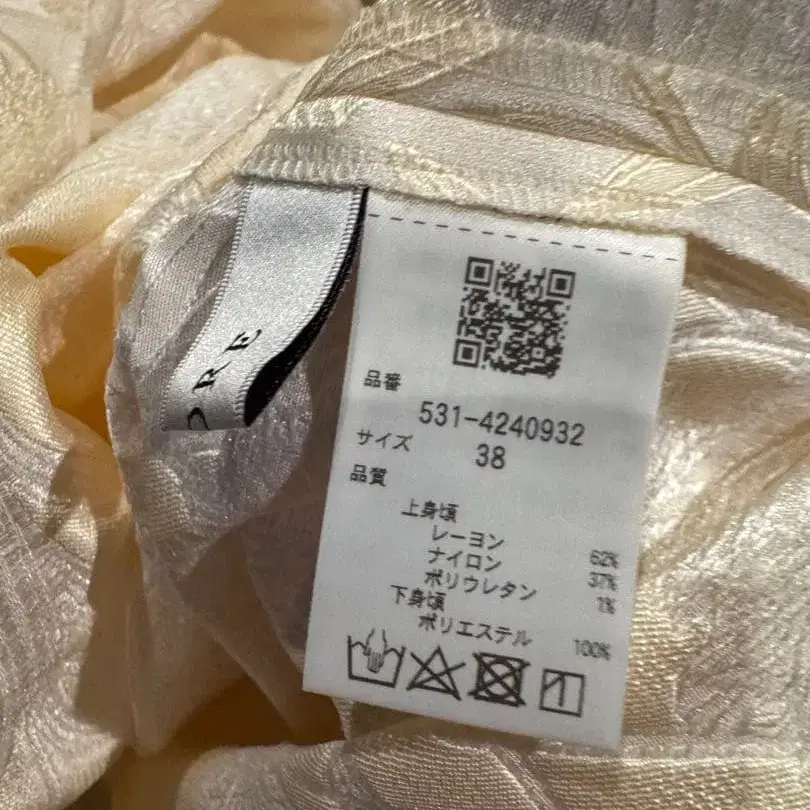 ORE
品番
531-4240932
サイズ 38
品質
上身頃
レーヨン 62%
ナイロン 37%
ポリウレタン 1%
下身頃
ポリエステル 100%